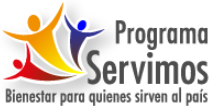 Programa
Servimos
Bienestar para quienes sirven al país